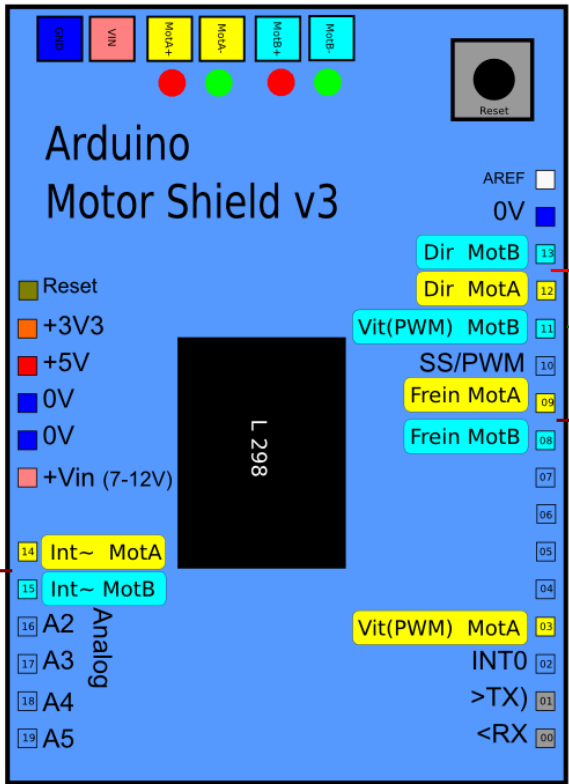 GND
VIN
MotA+
MotA-
MotB+
MotB-
Reset
Arduino
Motor Shield v3
AREF
0V
Dir MotB 13
Dir MotA 12
Vit(PWM) MotB 11
SS/PWM 10
Frein MotA 09
Frein MotB 08
07
06
05
04
Vit(PWM) MotA 03
INT0 02
>TX) 01
<RX 00
Reset
+3V3
+5V
0V
0V
+Vin (7-12V)
L 298
14 Int~ MotA
15 Int~ MotB
16 A2
17 A3
18 A4
19 A5
Analog